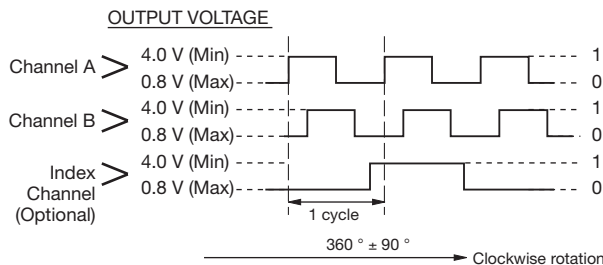 OUTPUT VOLTAGE
Channel A 4.0 V (Min) 1
0.8 V (Max) 0
Channel B 4.0 V (Min) 1
0.8 V (Max) 0
Index Channel (Optional) 4.0 V (Min) 1
0.8 V (Max) 0
1 cycle
360 ° ± 90 °
Clockwise rotation